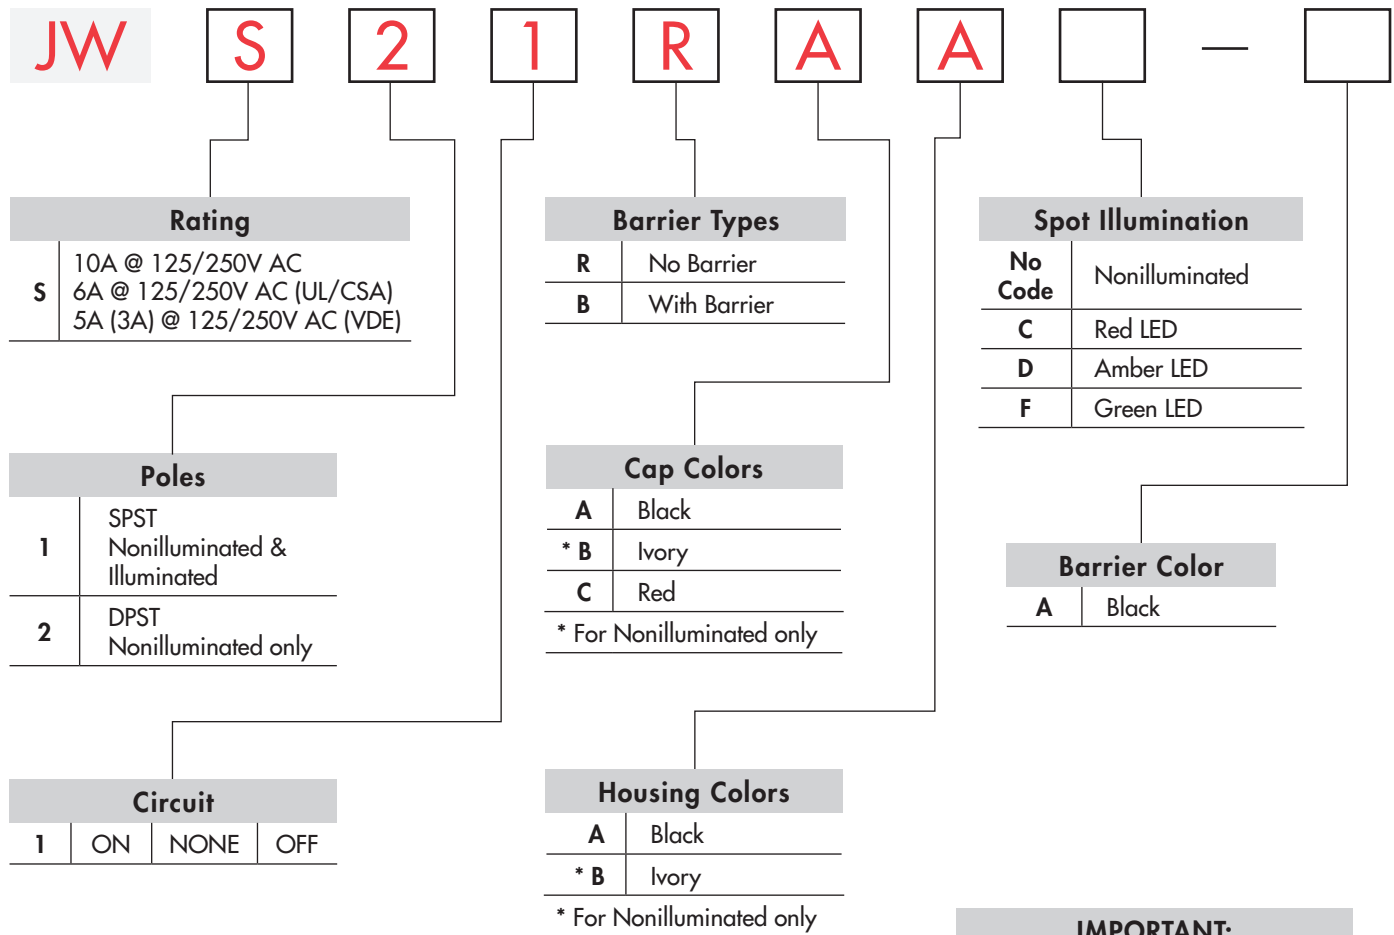 JW S 2 1 R A A —
Rating
S 10A @ 125/250V AC
6A @ 125/250V AC (UL/CSA)
5A (3A) @ 125/250V AC (VDE)
Poles
1 SPST
Nonilluminated &
Illuminated
2 DPST
Nonilluminated only
Circuit
1 ON NONE OFF
Barrier Types
R No Barrier
B With Barrier
Cap Colors
A Black
* B Ivory
C Red
* For Nonilluminated only
Housing Colors
A Black
* B Ivory
* For Nonilluminated only
Spot Illumination
No
Code Nonilluminated
C Red LED
D Amber LED
F Green LED
Barrier Color
A Black
IMPORTANT: